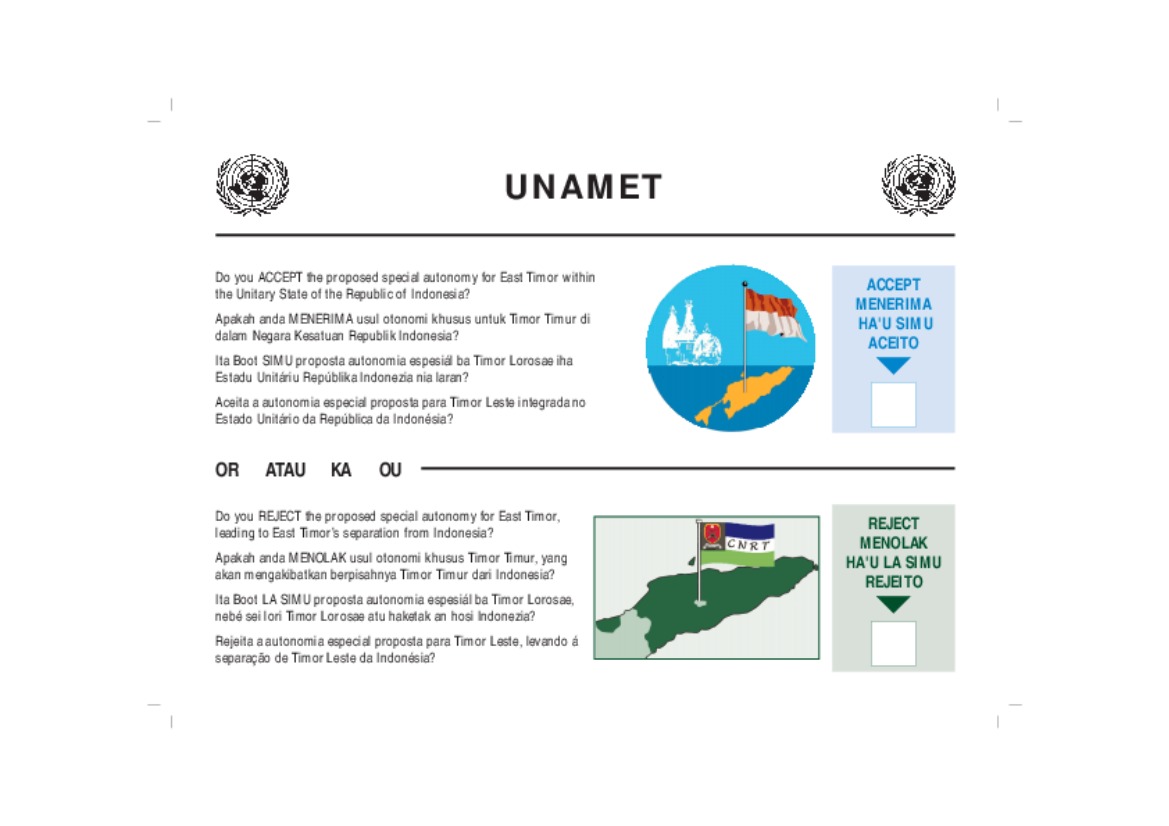 UNAMET
Do you ACCEPT the proposed special autonomy for East Timor within
the Unitary State of the Republic of Indonesia?
Apakah anda MENERIMA usul otonomi khusus untuk Timor Timur di
dalam Negara Kesatuan Republik Indonesia?
Ita Boot SIMU proposta autonomia espesiál ba Timor Lorosae iha
Estadu Unitáriu Repúblika Indonezia nia laran?
Aceita a autonomia especial proposta para Timor Leste integrada no
Estado Unitário da República da Indonésia?
ACCEPT
MENERIMA
HA'U SIMU
ACEITO
OR ATAU KA OU
Do you REJECT the proposed special autonomy for East Timor,
leading to East Timor's separation from Indonesia?
Apakah anda MENOLAK usul otonomi khusus Timor Timur, yang
akan mengakibatkan berpisahnya Timor Timur dari Indonesia?
Ita Boot LA SIMU proposta autonomia espesiál ba Timor Lorosae,
nebé sei lori Timor Lorosae atu haketak an hosi Indonezia?
Rejeita a autonomia especial proposta para Timor Leste, levando á
separação de Timor Leste da Indonésia?
CNRT
REJECT
MENOLAK
HA'U LA SIMU
REJEITO